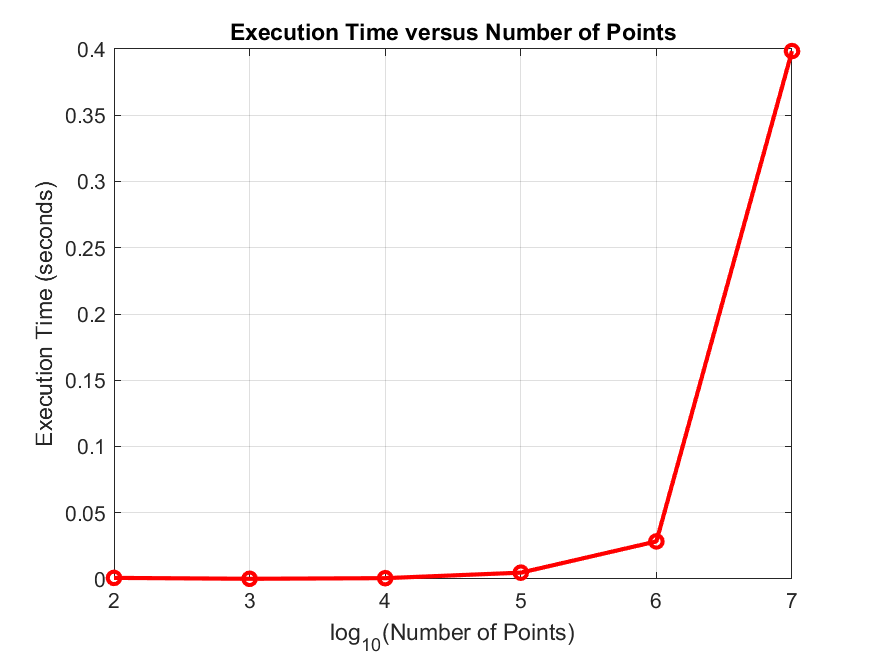 Execution Time versus Number of Points
0.4
0.35
0.3
0.25
0.2
0.15
0.1
0.05
0
Execution Time (seconds)
2 3 4 5 6 7
log10(Number of Points)